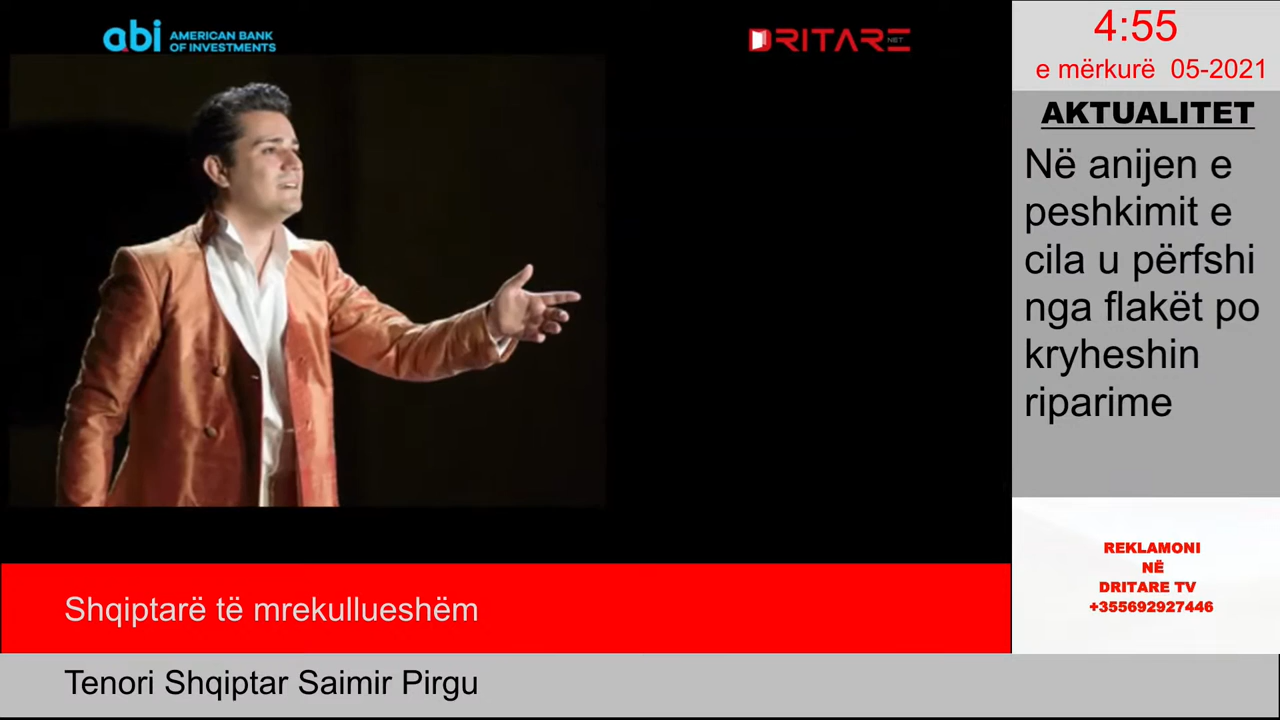 abi AMERICAN BANK
OF INVESTMENTS
DRITARE NET
4:55
e mërkurë 05-2021
AKTUALITET
Në anijen e
peshkimit e
cila u përfshi
nga flakët po
kryheshin
riparime
REKLAMONI
NË
DRITARE TV
+355692927446
Shqiptarë të mrekullueshëm
Tenori Shqiptar Saimir Pirgu